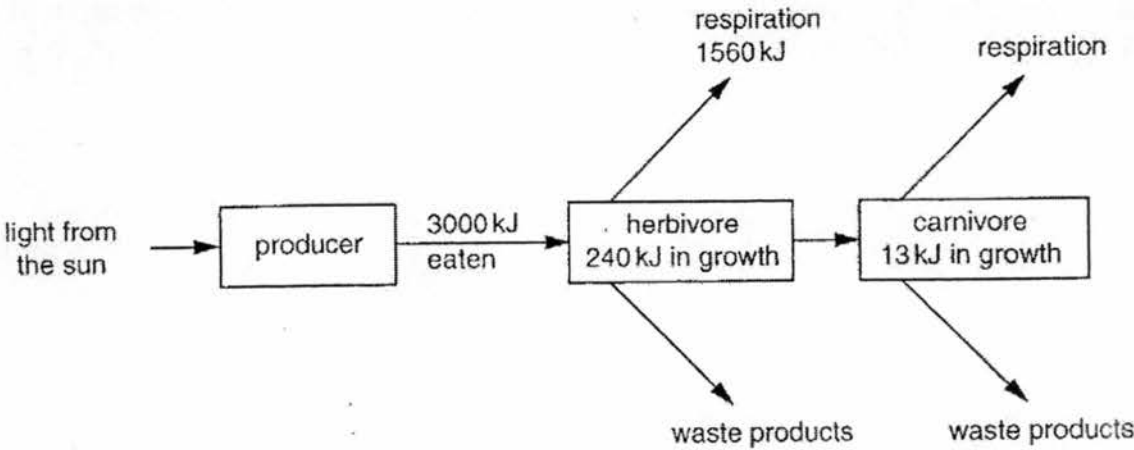 respiration
1560 kJ
respiration
light from
the sun
producer
3000 kJ
eaten
herbivore
240 kJ in growth
carnivore
13 kJ in growth
waste products
waste products